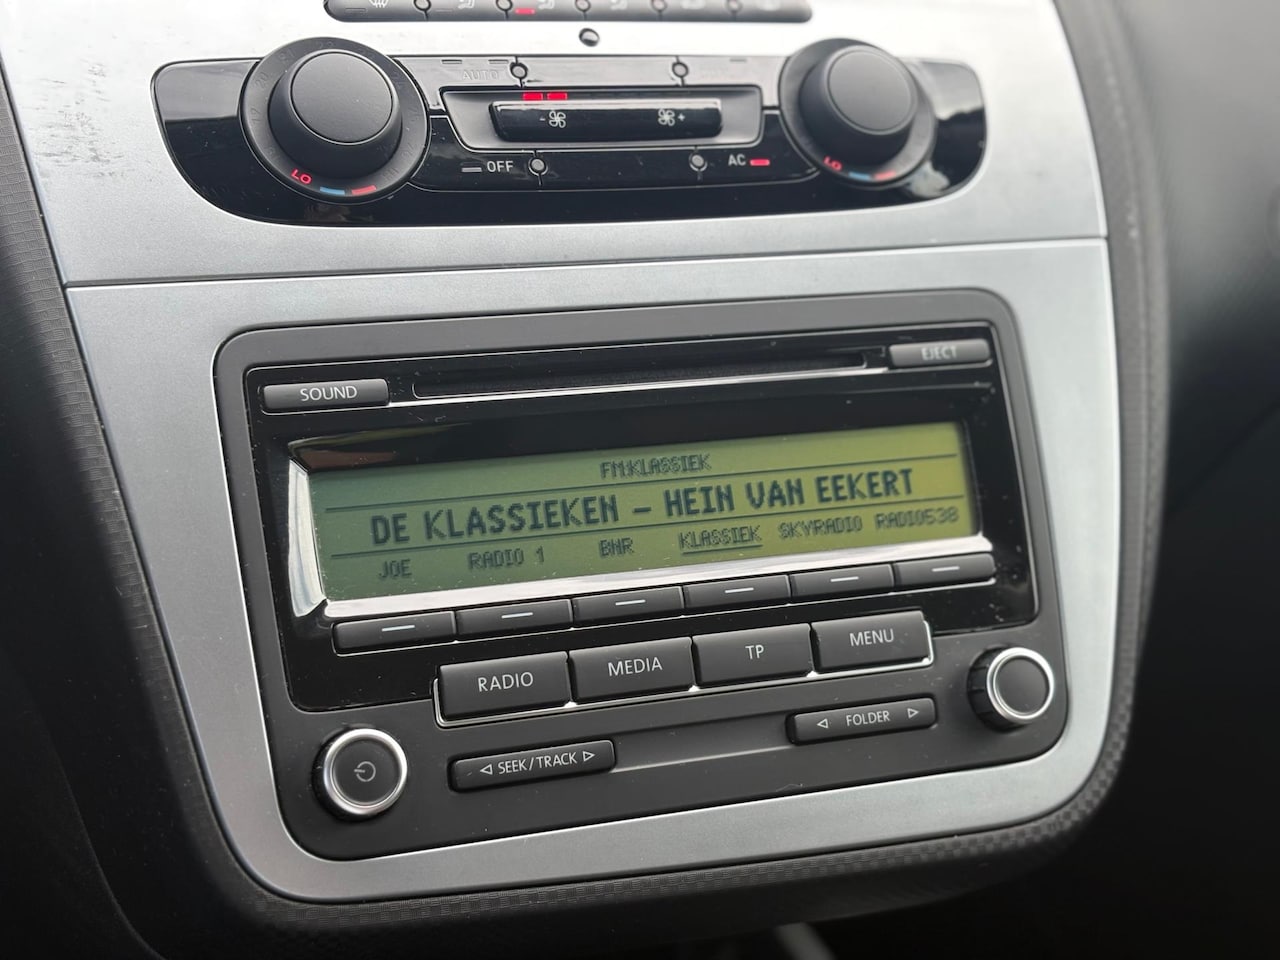 AUTO
- +
OFF AC
LO LO
EJECT
SOUND
FM:KLASSIEK
DE KLASSIEKEN – HEIN VAN EEKERT
JOE RADIO 1 BNR KLASSIEK SKYRADIO RADIO538
RADIO MEDIA TP MENU
FOLDER
SEEK/TRACK